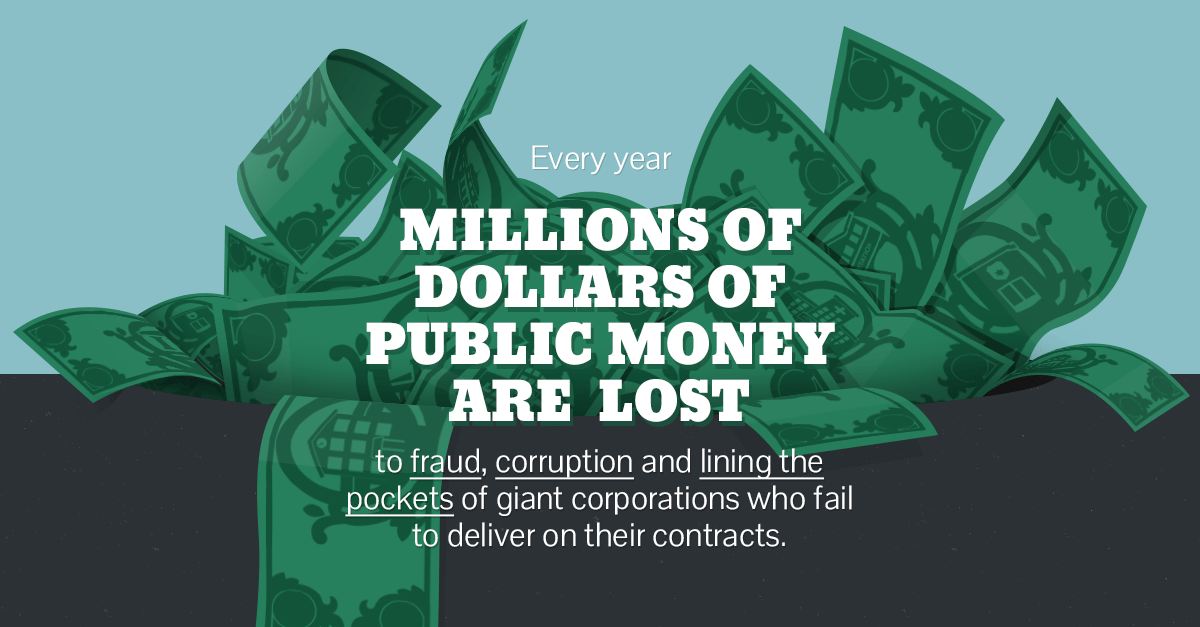 Every year
MILLIONS OF
DOLLARS OF
PUBLIC MONEY
ARE LOST
to fraud, corruption and lining the
pockets of giant corporations who fail
to deliver on their contracts.